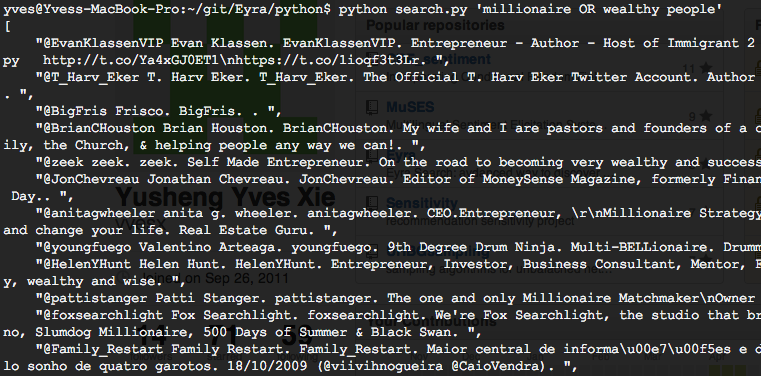 yves@Yvess-MacBook-Pro:~/git/Eyra/python$ python search.py 'millionaire OR wealthy people'
[
"@EvanKlassenVIP Evan Klassen. EvanKlassenVIP. Entrepreneur - Author - Host of Immigrant 2
py http://t.co/Ya4xGJ0ETl\nhttps://t.co/lioqf3t3Lr. ",
"@T_Harv_Eker T. Harv Eker. T_Harv_Eker. The Official T. Harv Eker Twitter Account. Author
. ",
"@BigFris Frisco. BigFris. . ",
"@BrianCHouston Brian Houston. BrianCHouston. My wife and I are pastors and founders of a c
ily, the Church, & helping people any way we can!. ",
"@zeek zeek. zeek. Self Made Entrepreneur. On the road to becoming very wealthy and success
"@JonChevreau Jonathan Chevreau. JonChevreau. Editor of MoneySense Magazine, formerly Finan
Day.. ",
"@anitagwheeler anita g. wheeler. anitagwheeler. CEO.Entrepreneur, \r\nMillionaire Strategy
and change your life. Real Estate Guru. ",
"@youngfuego Valentino Arteaga. youngfuego. 9th Degree Drum Ninja. Multi-BELLionaire. Drumm
"@HelenYHunt Helen Hunt. HelenYHunt. Entrepreneur, Investor, Business Consultant, Mentor, E
y, wealthy and wise. ",
"@pattistanger Patti Stanger. pattistanger. The one and only Millionaire Matchmaker\nOwner
"@foxsearchlight Fox Searchlight. foxsearchlight. We're Fox Searchlight, the studio that br
no, Slumdog Millionaire, 500 Days of Summer & Black Swan. ",
"@Family_Restart Family Restart. Family_Restart. Maior central de informa\u00e7\u00f5es e d
lo sonho de quatro garotos. 18/10/2009 (@viivihnogueira @CaioVendra). ",
Popular repositories
MuSES
Sensitivity
Yusheng Yves Xie
Sep 26, 2011